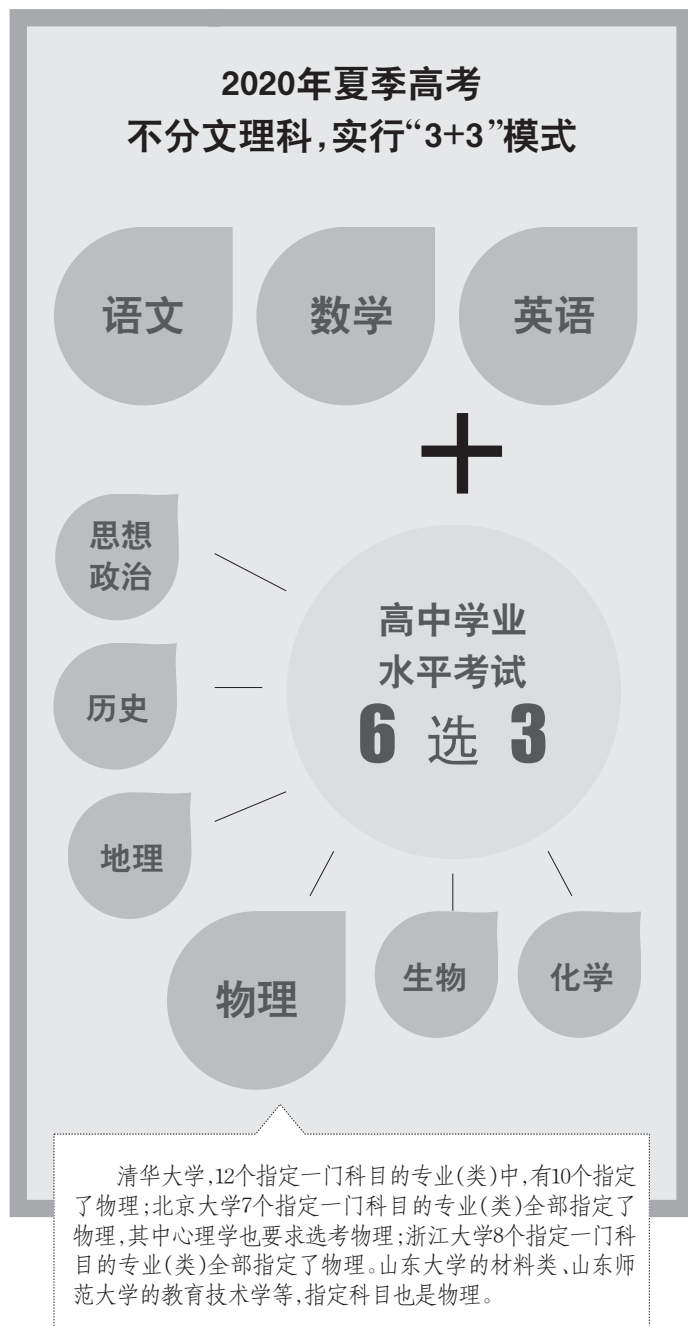 2020年夏季高考
不分文理科,实行“3+3”模式
语文
数学
英语
+
思想
政治
高中学业
水平考试
6 选 3
历史
地理
物理
生物
化学
清华大学,12个指定一门科目的专业(类)中,有10个指定
了物理;北京大学7个指定一门科目的专业(类)全部指定了
物理,其中心理学也要求选考物理;浙江大学8个指定一门科
目的专业(类)全部指定了物理。山东大学的材料类、山东师
范大学的教育技术学等,指定科目也是物理。